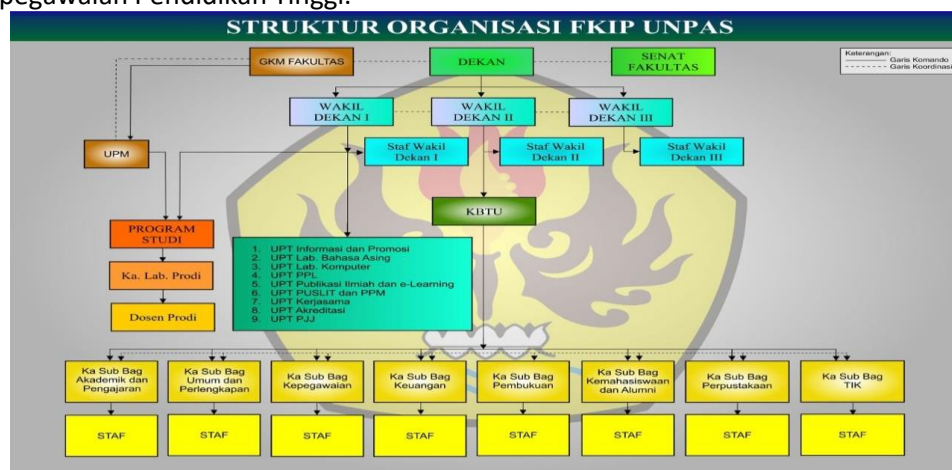 pegawaian Pendidikan Tinggi.
STRUKTUR ORGANISASI FKIP UNPAS
GKM FAKULTAS
DEKAN
SENAT
FAKULTAS
Keterangan:
Garis Komando
Garis Koordinasi
WAKIL
DEKAN I
WAKIL
DEKAN II
WAKIL
DEKAN III
UPM
Staf Wakil
Dekan I
Staf Wakil
Dekan II
Staf Wakil
Dekan III
KBTU
PROGRAM
STUDI
Ka. Lab. Prodi
Dosen Prodi
1. UPT Informasi dan Promosi
2. UPT Lab. Bahasa Asing
3. UPT Lab. Komputer
4. UPT PPL
5. UPT Publikasi Ilmiah dan e-Learning
6. UPT PUSLIT dan PPM
7. UPT Kerjasama
8. UPT Akreditasi
9. UPT PJJ
Ka Sub Bag
Akademik dan
Pengajaran
Ka Sub Bag
Umum dan
Perlengkapan
Ka Sub Bag
Kepegawaian
Ka Sub Bag
Keuangan
Ka Sub Bag
Pembukuan
Ka Sub Bag
Kemahasiswaan
dan Alumni
Ka Sub Bag
Perpustakaan
Ka Sub Bag
TIK
STAF
STAF
STAF
STAF
STAF
STAF
STAF
STAF